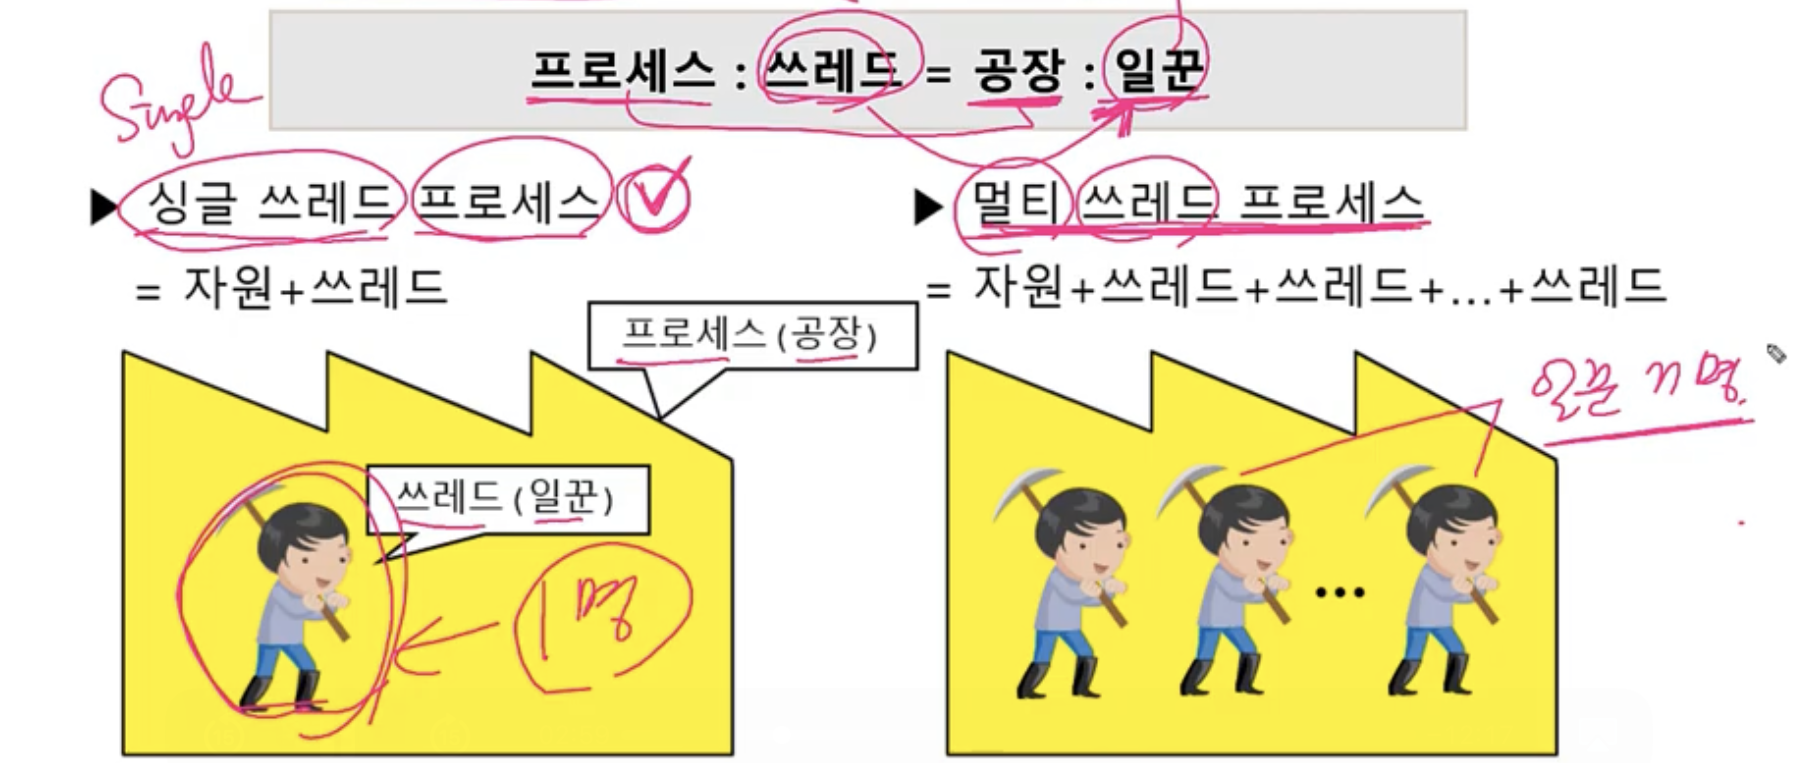 프로세스 : 쓰레드 = 공장 : 일꾼
Single
▶ 싱글 쓰레드 프로세스
= 자원+쓰레드
▶ 멀티 쓰레드 프로세스
= 자원+쓰레드+쓰레드+...+쓰레드
프로세스(공장)
쓰레드(일꾼)
1명
...
일꾼 n명